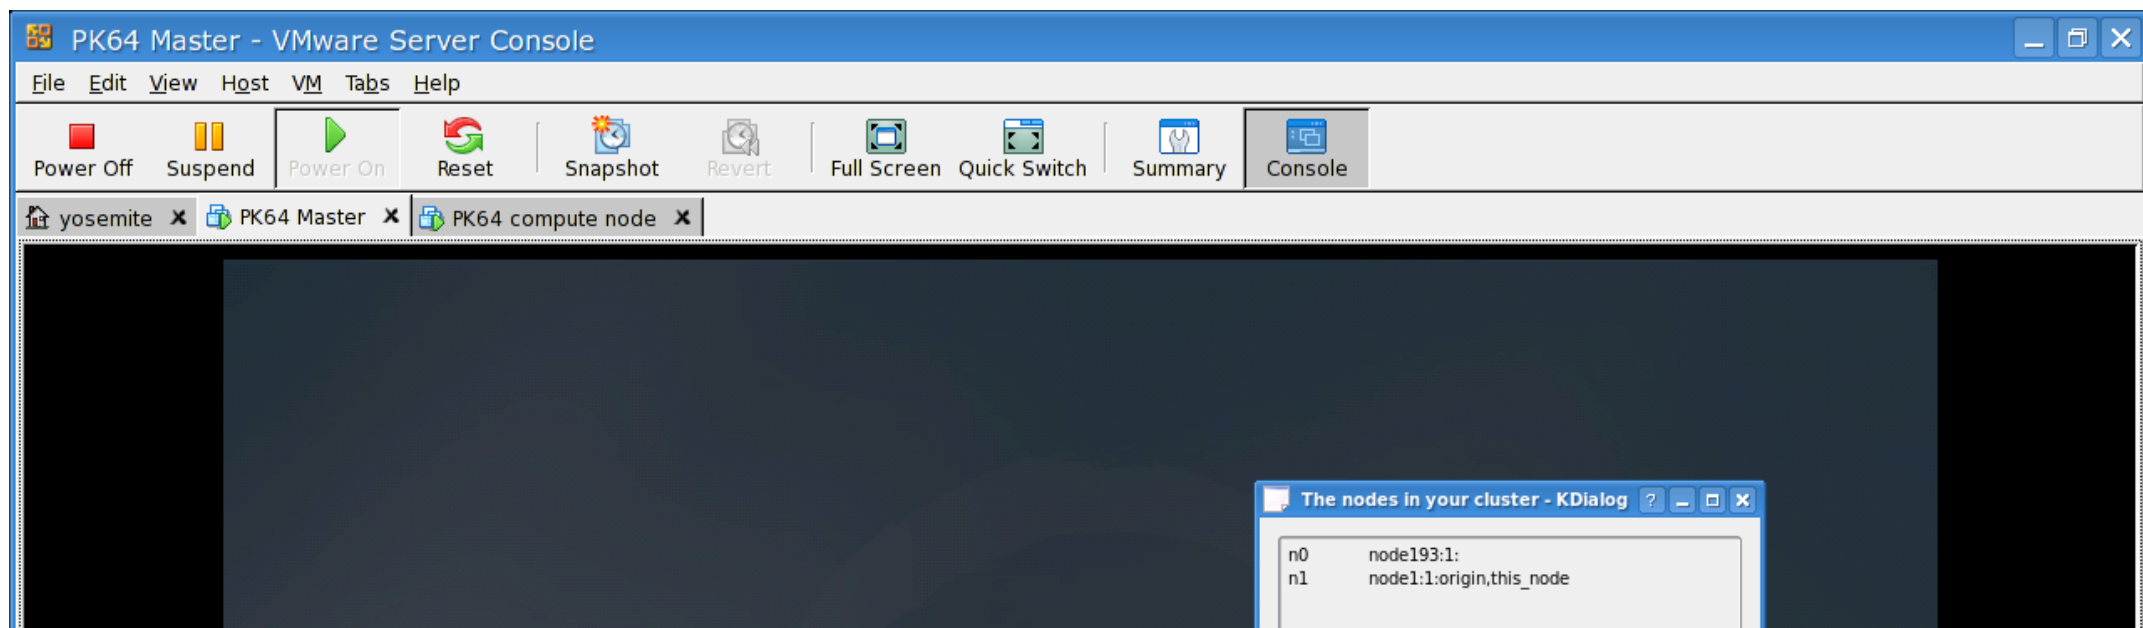 PK64 Master - VMware Server Console
File Edit View Host VM Tabs Help
Power Off Suspend Power On Reset Snapshot Revert Full Screen Quick Switch Summary Console
yosemite PK64 Master PK64 compute node
The nodes in your cluster - KDialog ?
n0 node193:1:
n1 node1:1:origin,this_node